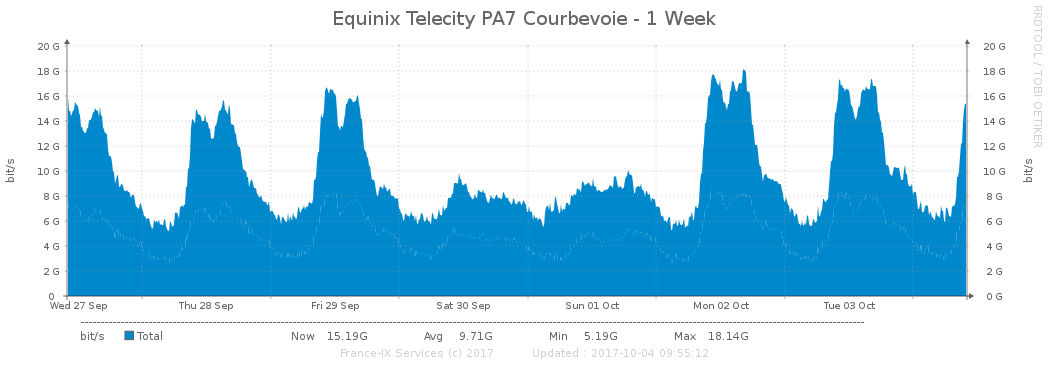 Equinix Telecity PA7 Courbevoie - 1 Week
RRDTOOL / TOBI OETIKER
20 G 20 G
18 G 18 G
16 G 16 G
14 G 14 G
12 G 12 G
10 G 10 G
8 G 8 G
6 G 6 G
4 G 4 G
2 G 2 G
0 0 G
bit/s
bit/s
Wed 27 Sep Thu 28 Sep Fri 29 Sep Sat 30 Sep Sun 01 Oct Mon 02 Oct Tue 03 Oct
bit/s Total Now 15.19G Avg 9.71G Min 5.19G Max 18.14G
France-IX Services (c) 2017 Updated : 2017-10-04 09:55:12